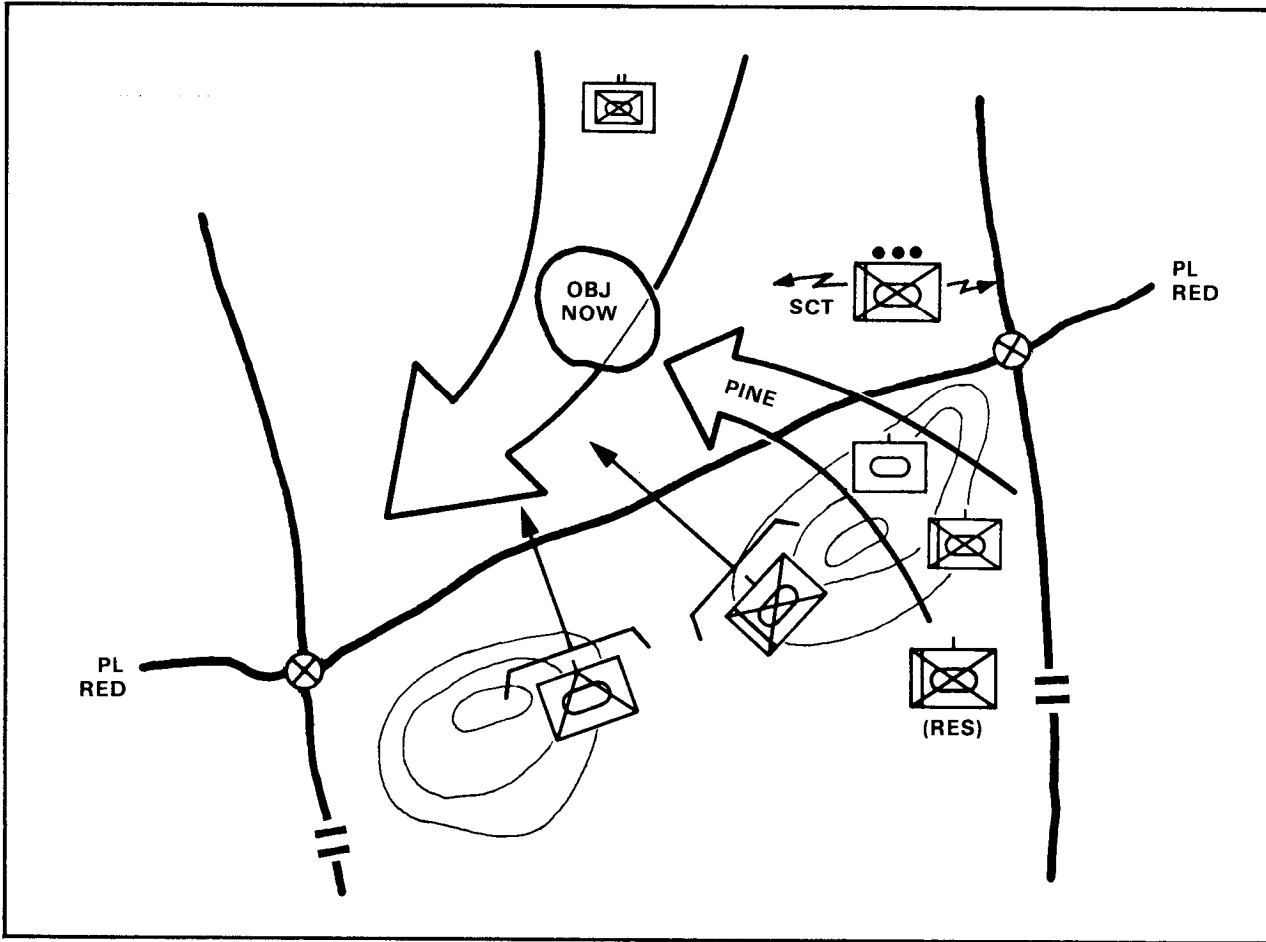 OBJ
NOW
SCT
PL
RED
PINE
PL
RED
(RES)